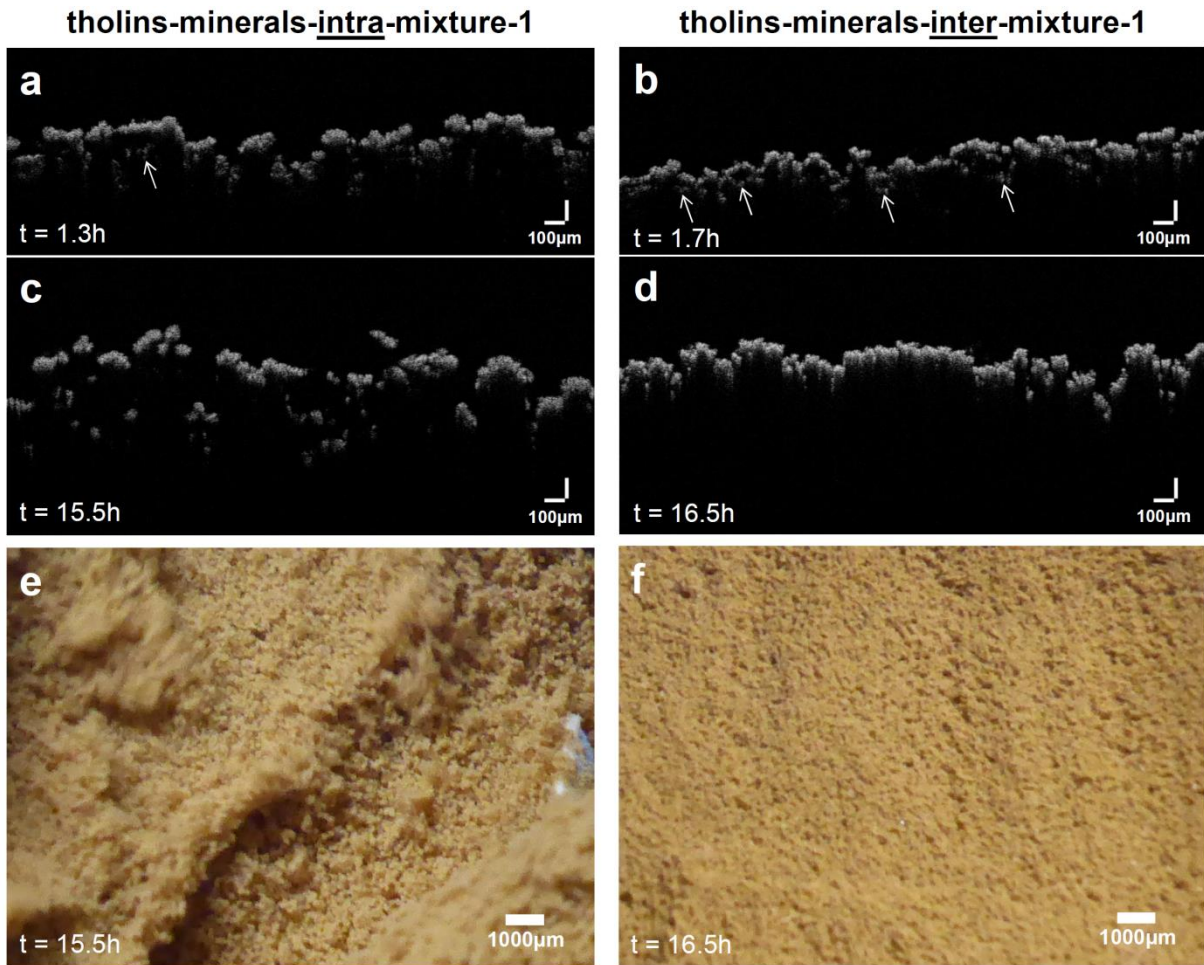 tholins-minerals-intra-mixture-1
tholins-minerals-inter-mixture-1
a
100µm
t = 1.3h
b
100µm
t = 1.7h
c
100µm
t = 15.5h
d
100µm
t = 16.5h
e
1000µm
t = 15.5h
f
1000µm
t = 16.5h